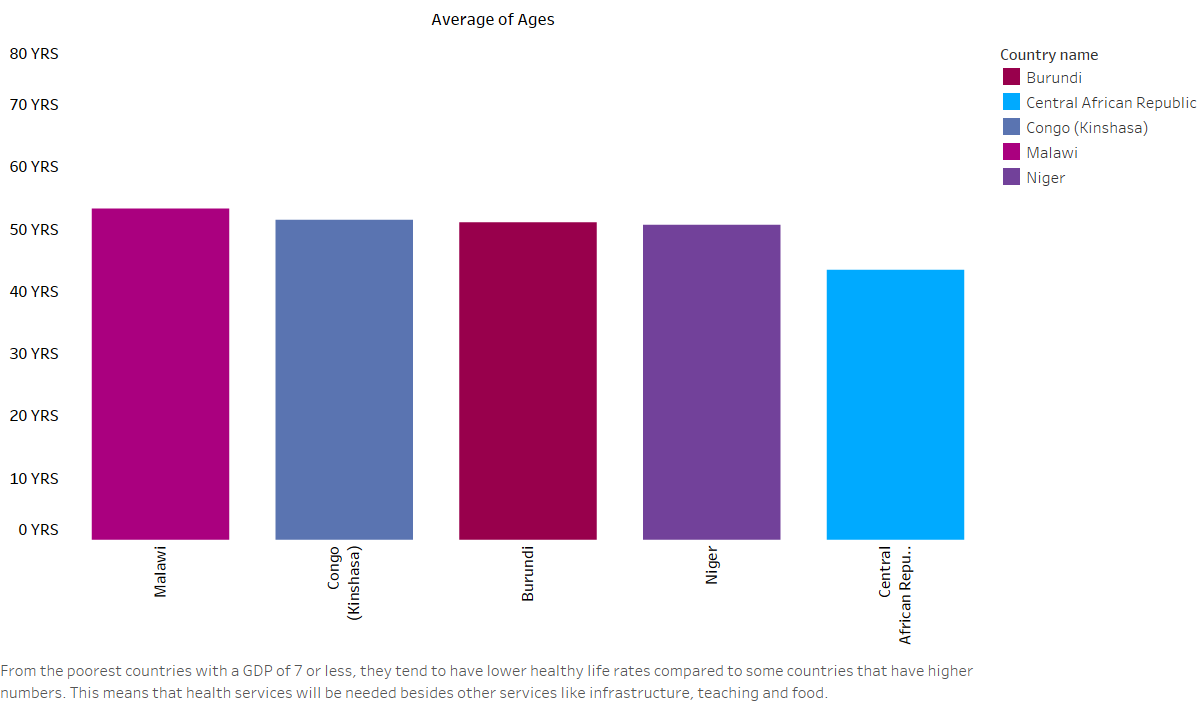 Average of Ages
80 YRS
70 YRS
60 YRS
50 YRS
40 YRS
30 YRS
20 YRS
10 YRS
0 YRS
Malawi
Congo
(Kinshasa)
Burundi
Niger
Central
African Repu..
Country name
Burundi
Central African Republic
Congo (Kinshasa)
Malawi
Niger
From the poorest countries with a GDP of 7 or less, they tend to have lower healthy life rates compared to some countries that have higher
numbers. This means that health services will be needed besides other services like infrastructure, teaching and food.